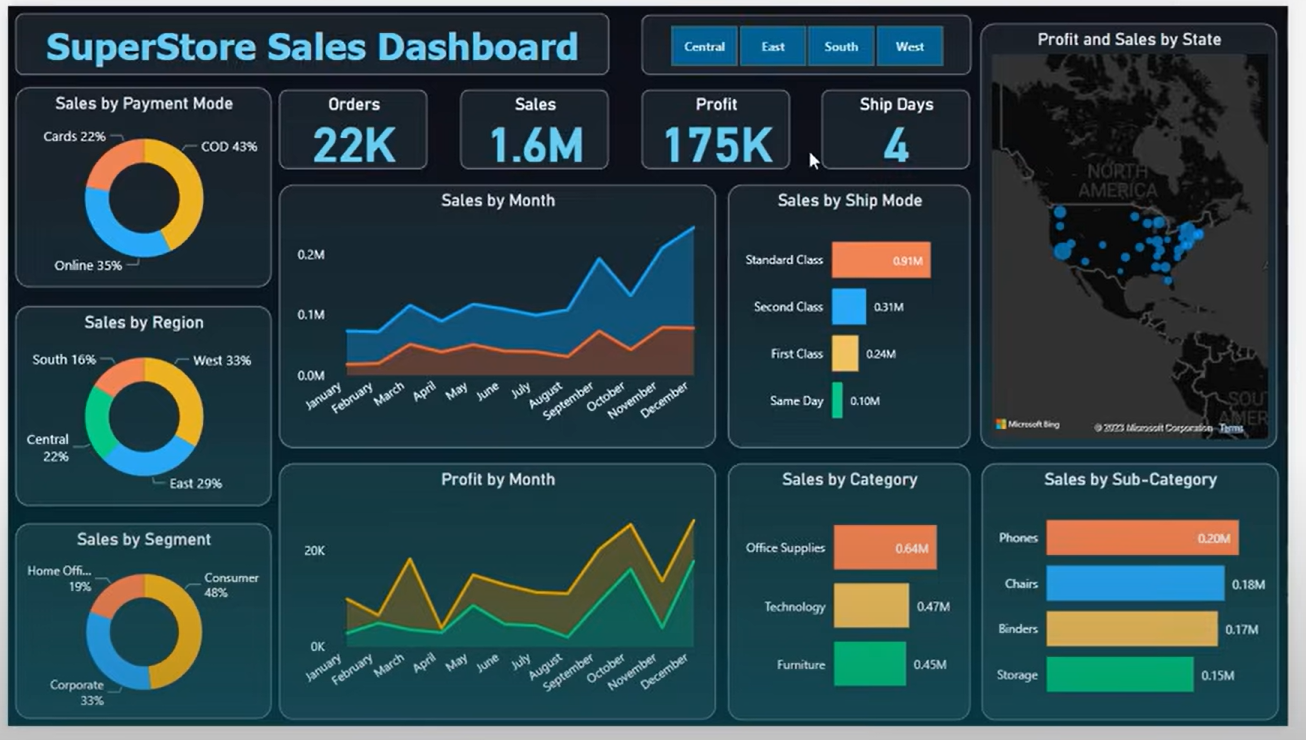 SuperStore Sales Dashboard
Central
East
South
West
Profit and Sales by State
Sales by Payment Mode
Cards 22%
COD 43%
Online 35%
Orders
22K
Sales
1.6M
Profit
175K
Ship Days
4
NORTH
AMERICA
SOU
AMER
Microsoft Bing
© 2023 Microsoft Corporation
Terms
Sales by Month
0.2M
0.1M
0.0M
January
February
March
April
May
June
July
August
September
October
November
December
Sales by Ship Mode
Standard Class
0.91M
Second Class
0.31M
First Class
0.24M
Same Day
0.10M
Sales by Region
South 16%
West 33%
Central
22%
East 29%
Sales by Segment
Home Offi...
19%
Consumer
48%
Corporate
33%
Profit by Month
20K
0K
January
February
March
April
May
June
July
August
September
October
November
December
Sales by Category
Office Supplies
0.64M
Technology
0.47M
Furniture
0.45M
Sales by Sub-Category
Phones
0.20M
Chairs
0.18M
Binders
0.17M
Storage
0.15M